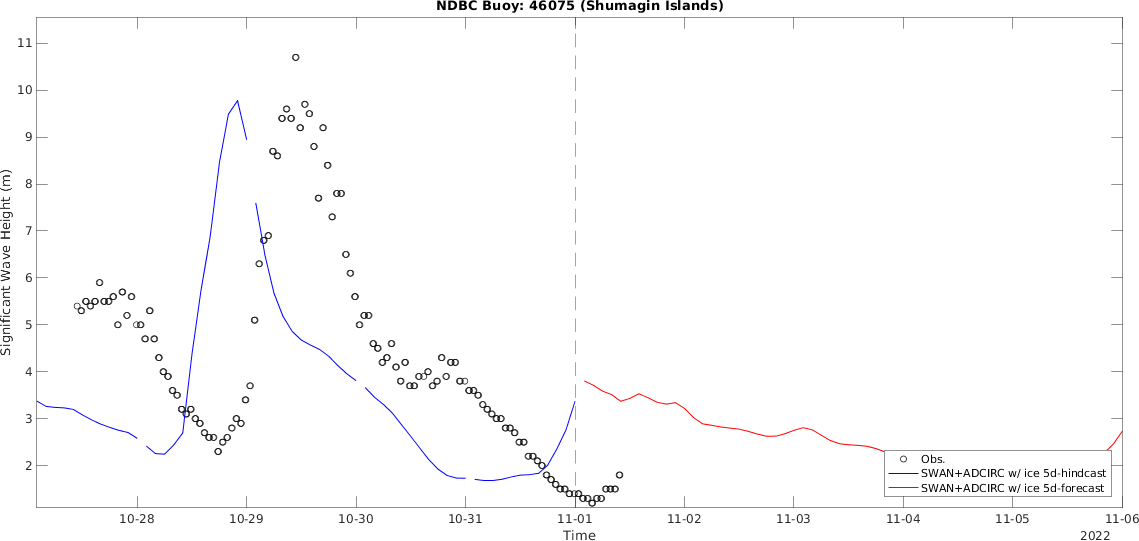 NDBC Buoy: 46075 (Shumagin Islands)
Significant Wave Height (m)
11
10
9
8
7
6
5
4
3
2
Obs.
SWAN+ADCIRC w/ ice 5d-hindcast
SWAN+ADCIRC w/ ice 5d-forecast
10-28 10-29 10-30 10-31 11-01 11-02 11-03 11-04 11-05 11-06
Time
2022